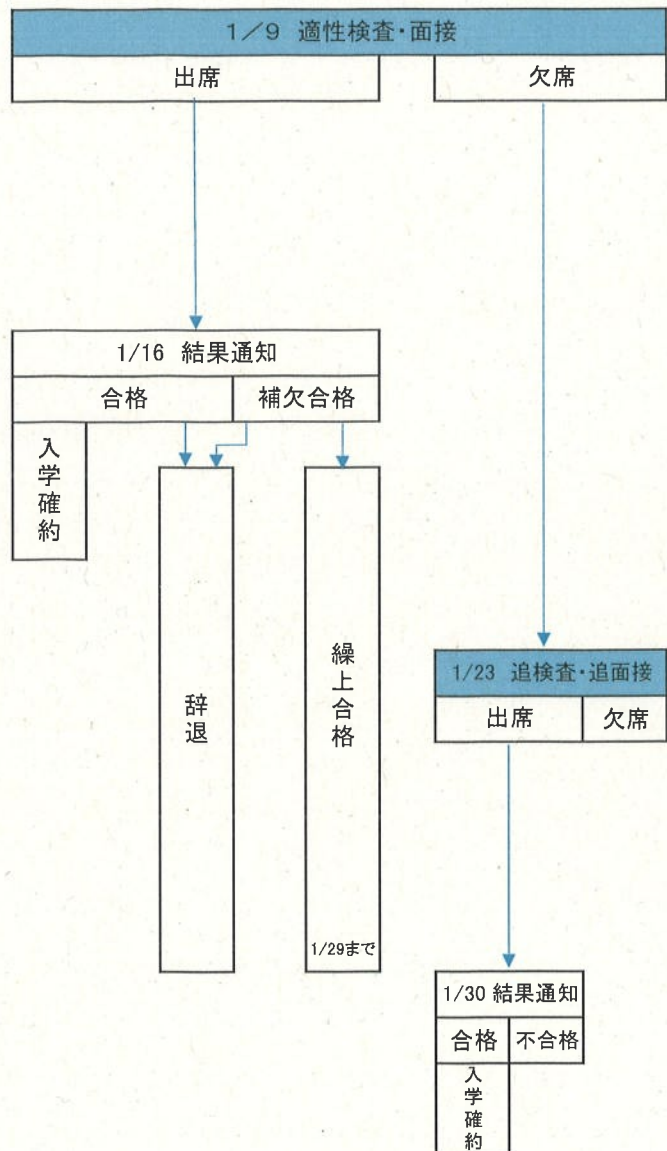 1／9 適性検査・面接
出席
欠席
1/16 結果通知
合格
補欠合格
入学確約
辞退
繰上合格
1/29まで
1/23 追検査・追面接
出席
欠席
1/30 結果通知
合格
不合格
入学確約